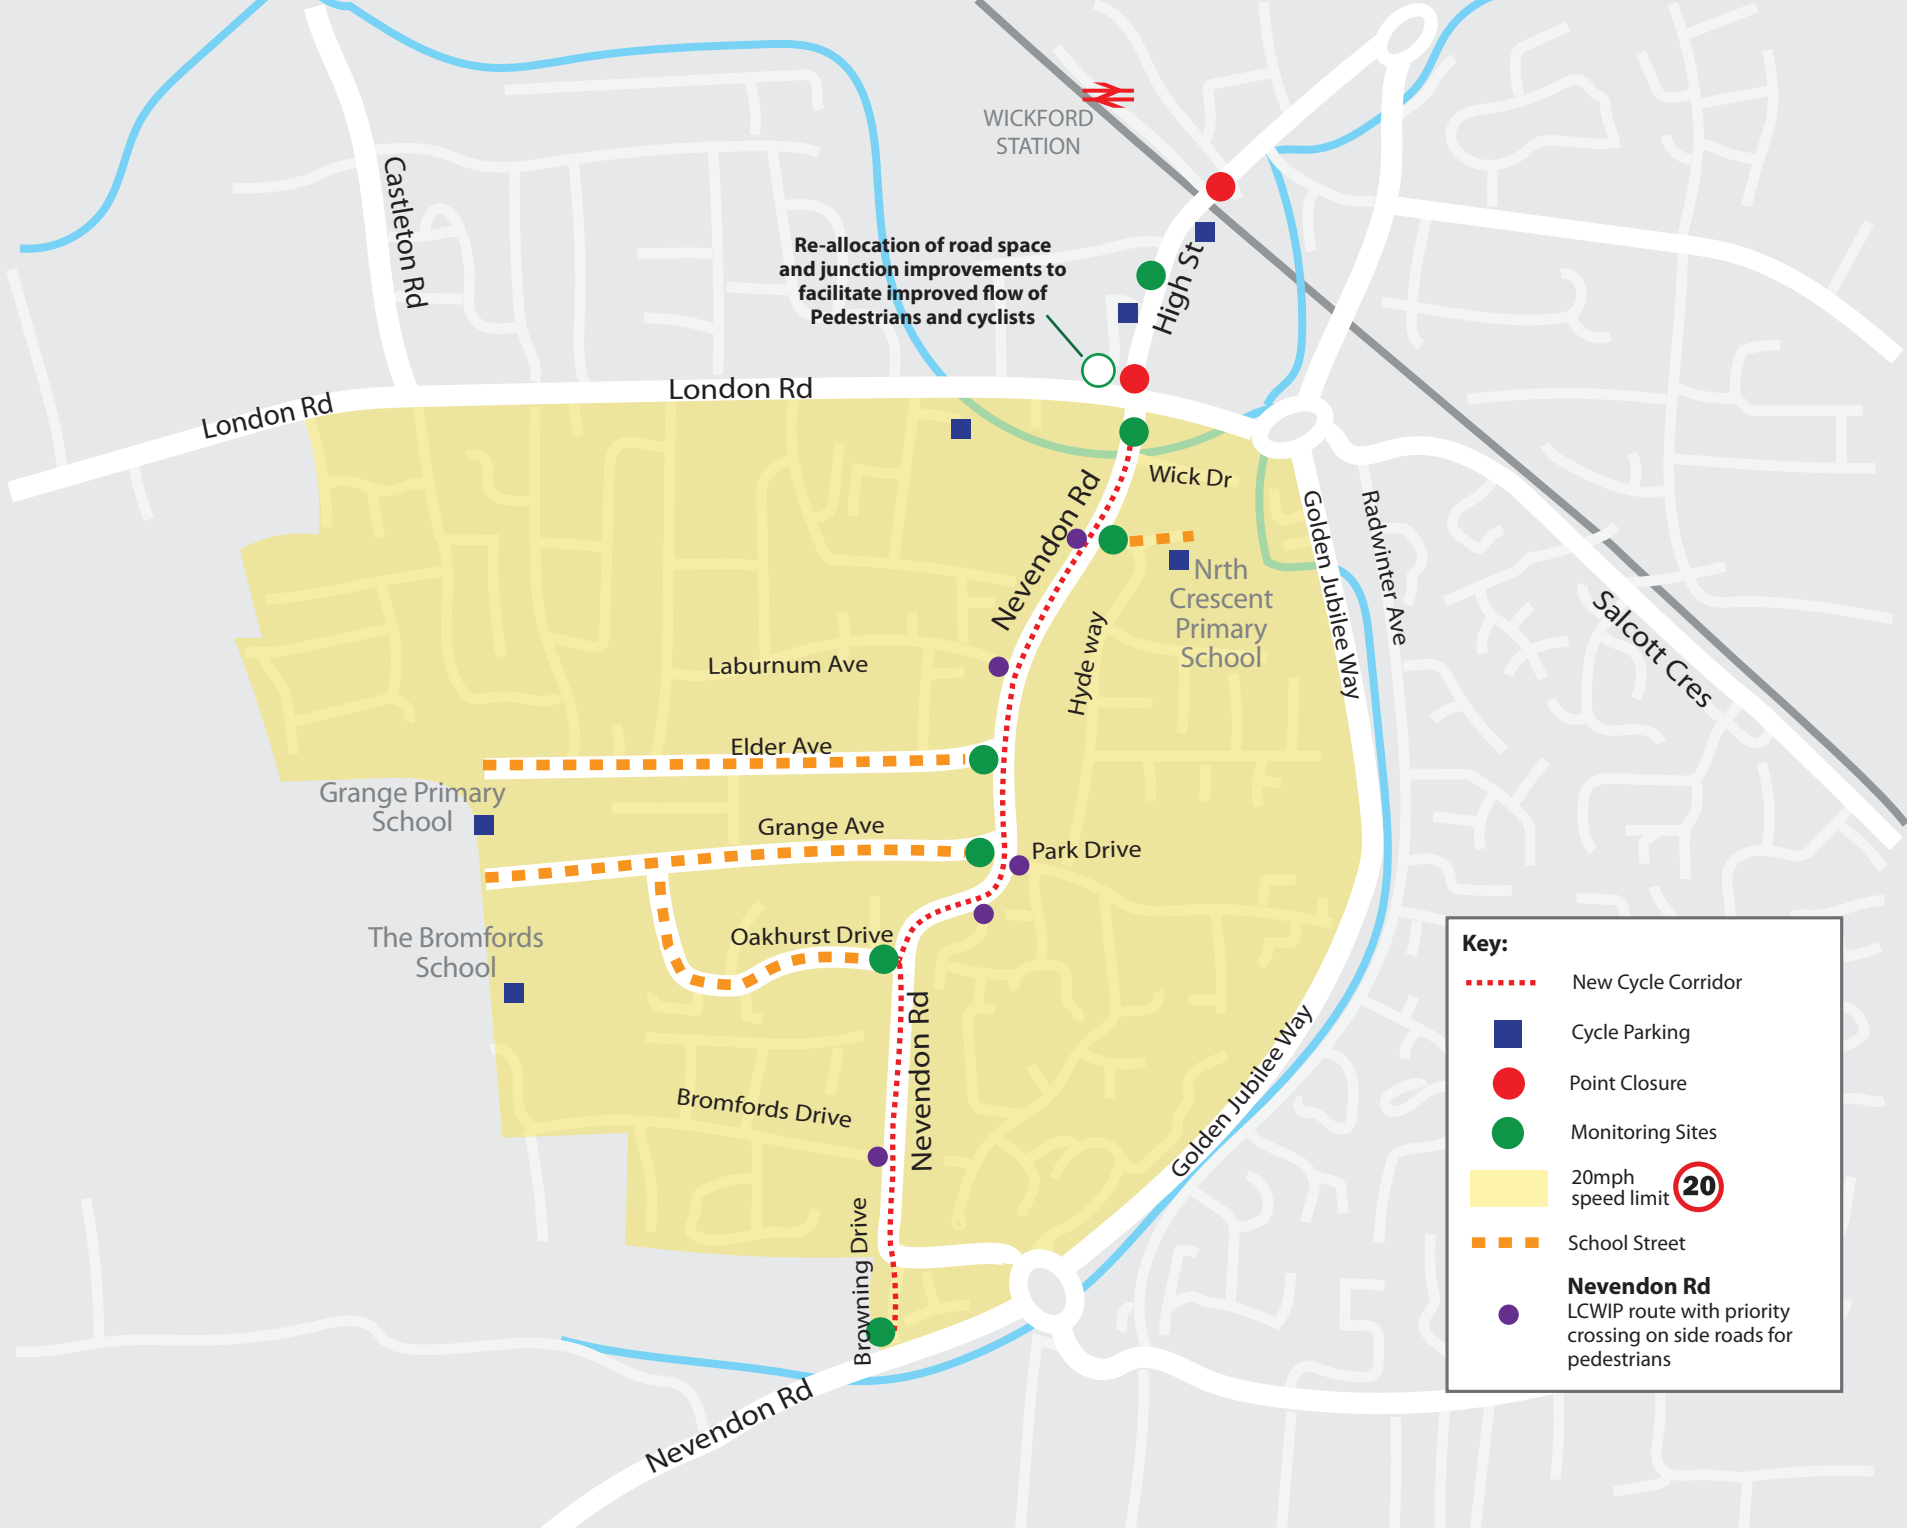 WICKFORD
STATION
Castleton Rd
Re-allocation of road space
and junction improvements to
facilitate improved flow of
Pedestrians and cyclists
High St
London Rd
London Rd
Wick Dr
Nevendon Rd
Golden Jubilee Way
Radwinter Ave
Nrth
Crescent
Primary
School
Salcott Cres
Hyde way
Laburnum Ave
Elder Ave
Grange Primary
School
Grange Ave
Park Drive
The Bromfords
School
Oakhurst Drive
Nevendon Rd
Bromfords Drive
Golden Jubilee Way
Browning Drive
Nevendon Rd
Key:
New Cycle Corridor
Cycle Parking
Point Closure
Monitoring Sites
20mph
speed limit
20
School Street
Nevendon Rd
LCWIP route with priority
crossing on side roads for
pedestrians